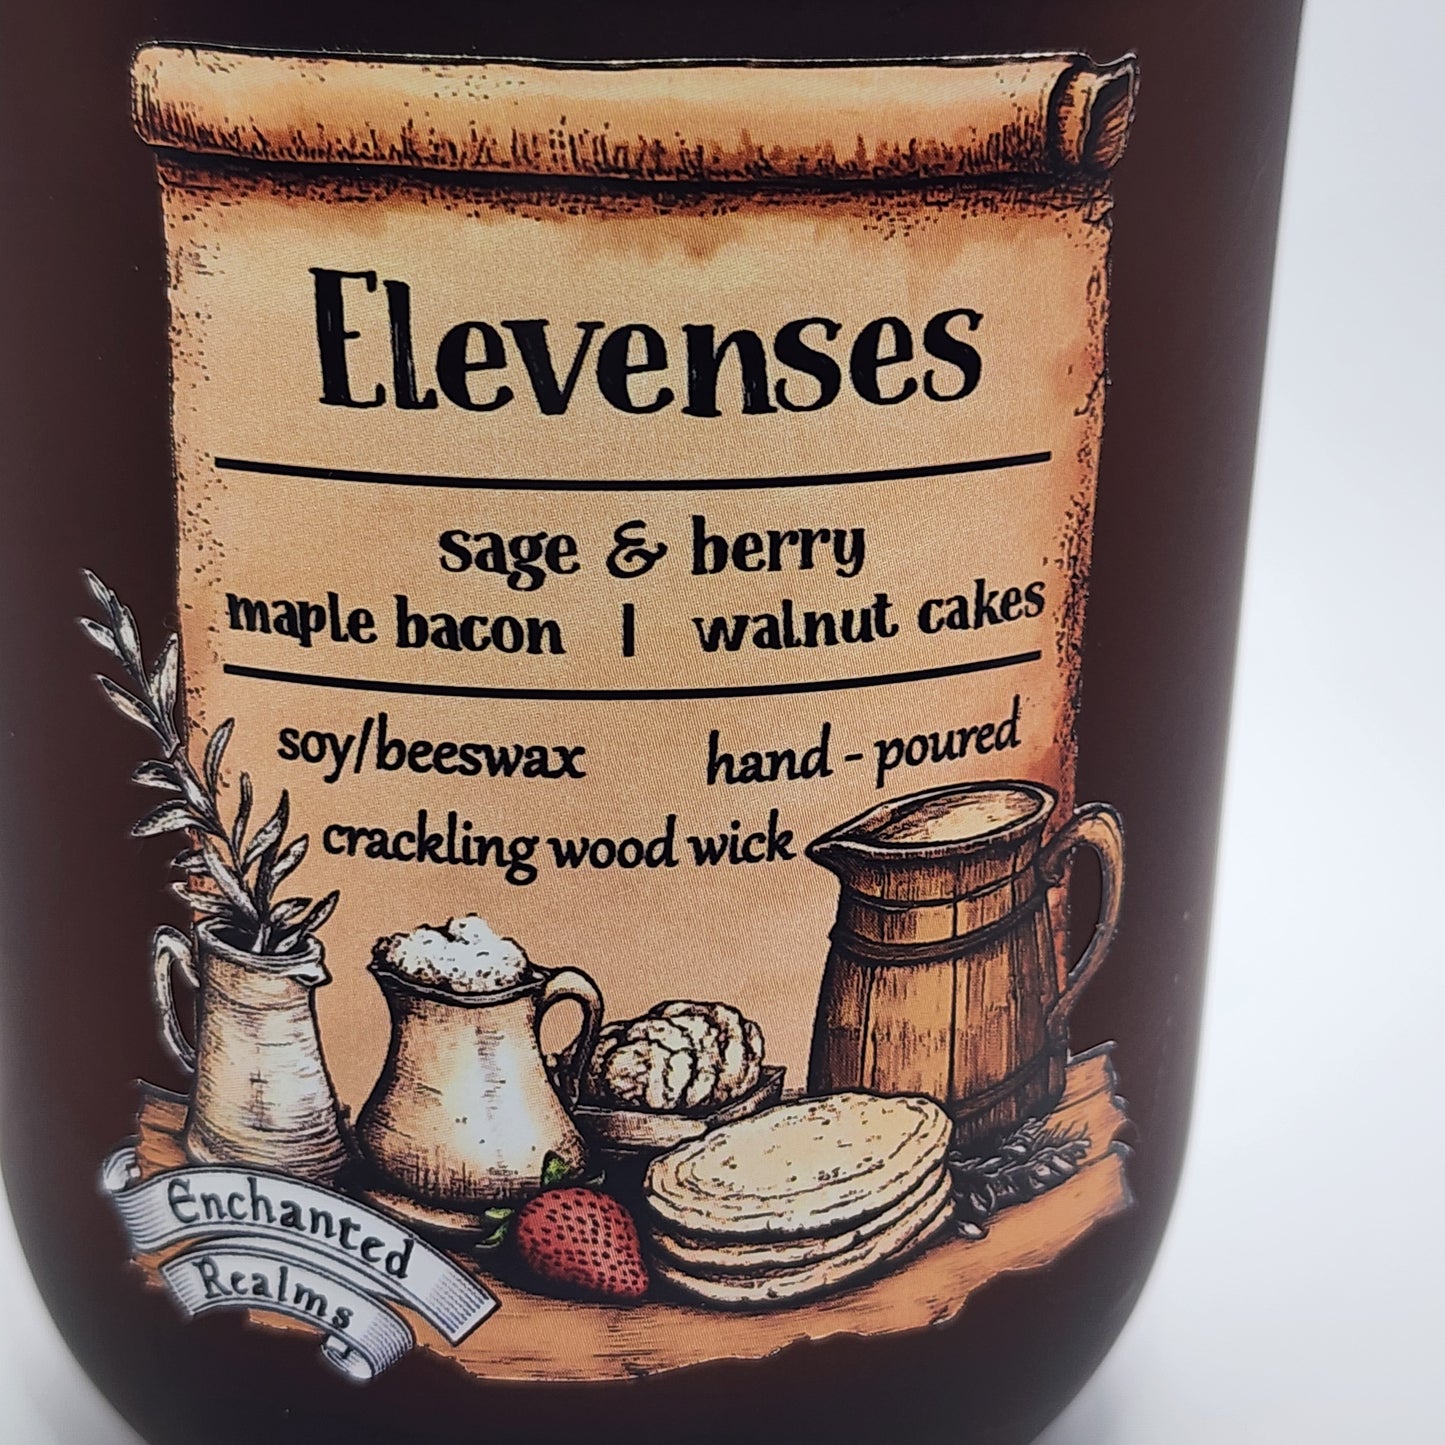 Elevenses
sage & berry
maple bacon | walnut cakes
soy/beeswax hand-poured
crackling wood wick
Enchanted
Realms